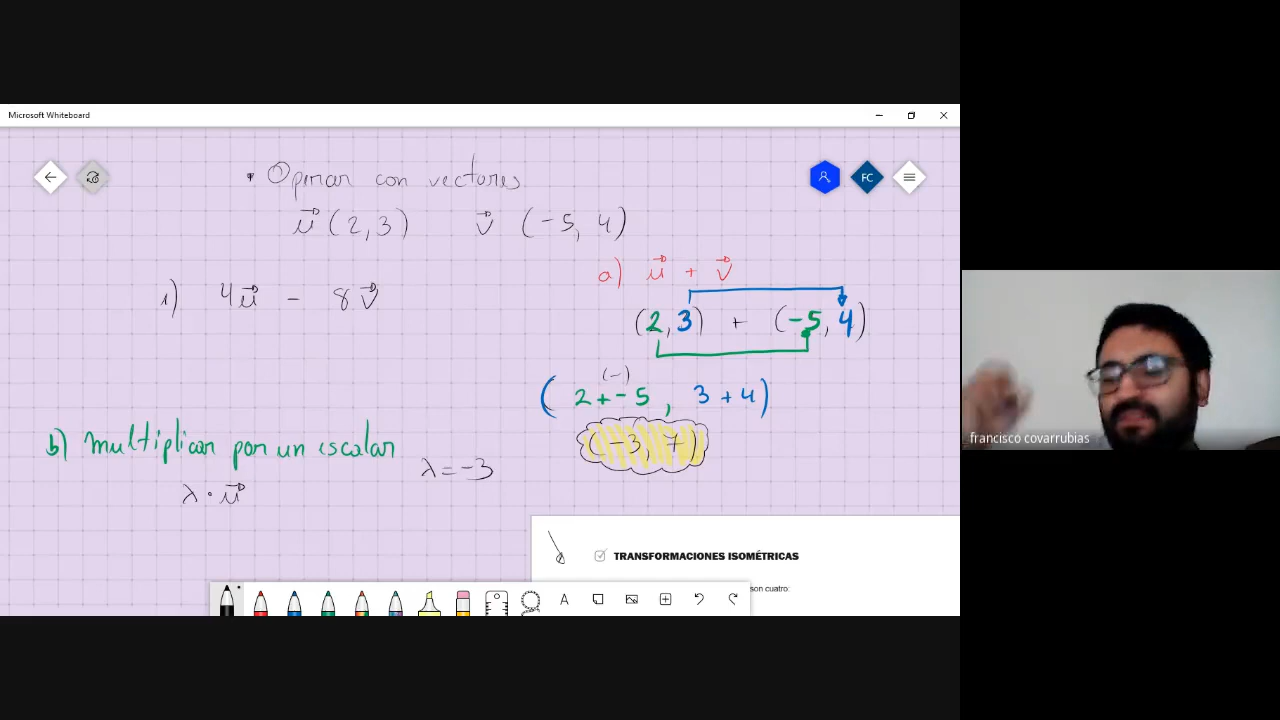 Microsoft Whiteboard
• Operar con vectores
u⃗ (2,3) v⃗ (-5, 4)
1) 4u⃗ - 8v⃗
a) u⃗ + v⃗
(2,3) + (-5,4)
(-)
(2+-5, 3+4)
(-3, 7)
b) multiplicar por un escalar
λ = -3
λ · u⃗
FC
TRANSFORMACIONES ISOMÉTRICAS
son cuatro:
A
francisco covarrubias